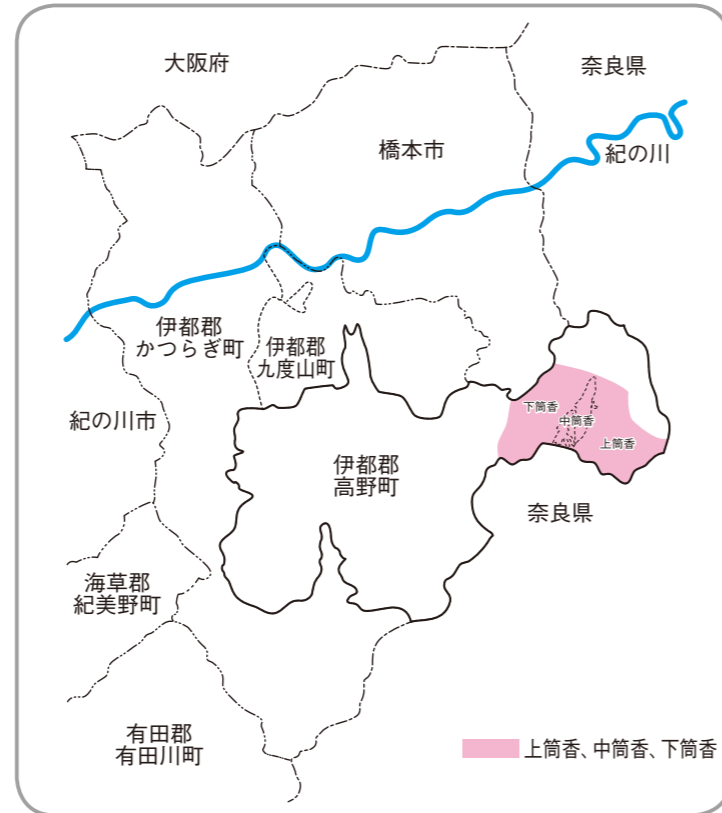 大阪府
奈良県
橋本市
紀の川
伊都郡
かつらぎ町
伊都郡
九度山町
下筒香
中筒香
上筒香
紀の川市
伊都郡
高野町
奈良県
海草郡
紀美野町
有田郡
有田川町
上筒香、中筒香、下筒香